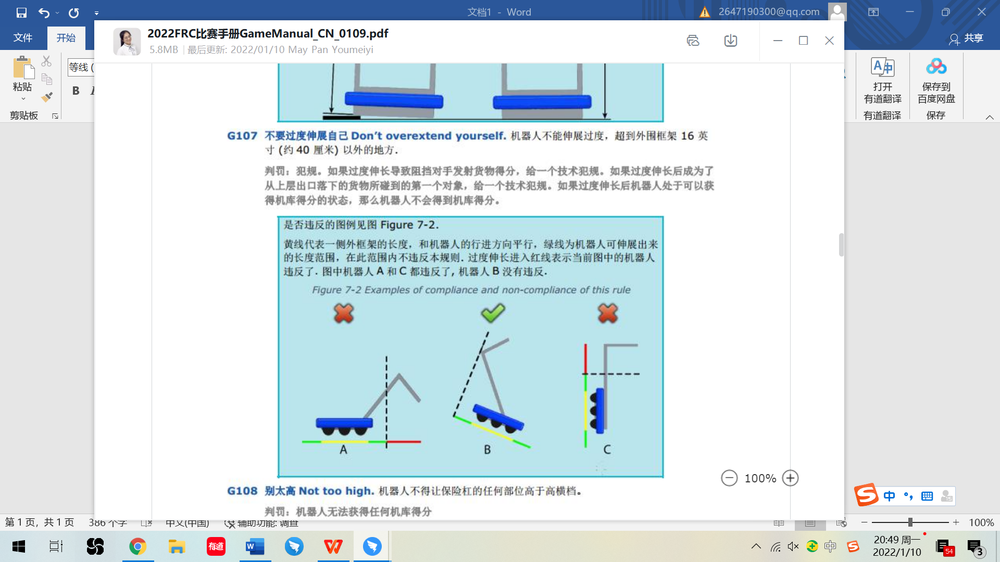 文档1 - Word
2647190300@qq.com
文件
开始
共享
2022FRC比赛手册GameManual_CN_0109.pdf
5.8MB | 最后更新: 2022/01/10 May Pan Youmeiyi
粘贴
剪贴板
等线 (
B
打开
有道翻译
有道翻译
保存到
百度网盘
保存
G107 不要过度伸展自己 Don't overextend yourself. 机器人不能伸展过度，超到外围框架 16 英
寸 (约 40 厘米) 以外的地方.
判罚：犯规。如果过度伸长导致阻挡对手发射货物得分，给一个技术犯规。如果过度伸长后成为了
从上层出口落下的货物所碰到的第一个对象，给一个技术犯规。如果过度伸长后机器人处于可以获
得机库得分的状态，那么机器人不会得到机库得分。
是否违反的图例见图 Figure 7-2.
黄线代表一侧外框架的长度，和机器人的行进方向平行，绿线为机器人可伸展出来
的长度范围，在此范围内不违反本规则. 过度伸长进入红线表示当前图中的机器人
违反了. 图中机器人 A 和 C 都违反了, 机器人 B 没有违反.
Figure 7-2 Examples of compliance and non-compliance of this rule
A
B
C
100%
G108 别太高 Not too high. 机器人不得让保险杠的任何部位高于高横档。
判罚：机器人无法获得任何机库得分
中
第 1 页，共 1 页
386 个字
中文(中国)
辅助功能: 调查
100%
有道
中
20:49 周一
2022/1/10
54
3